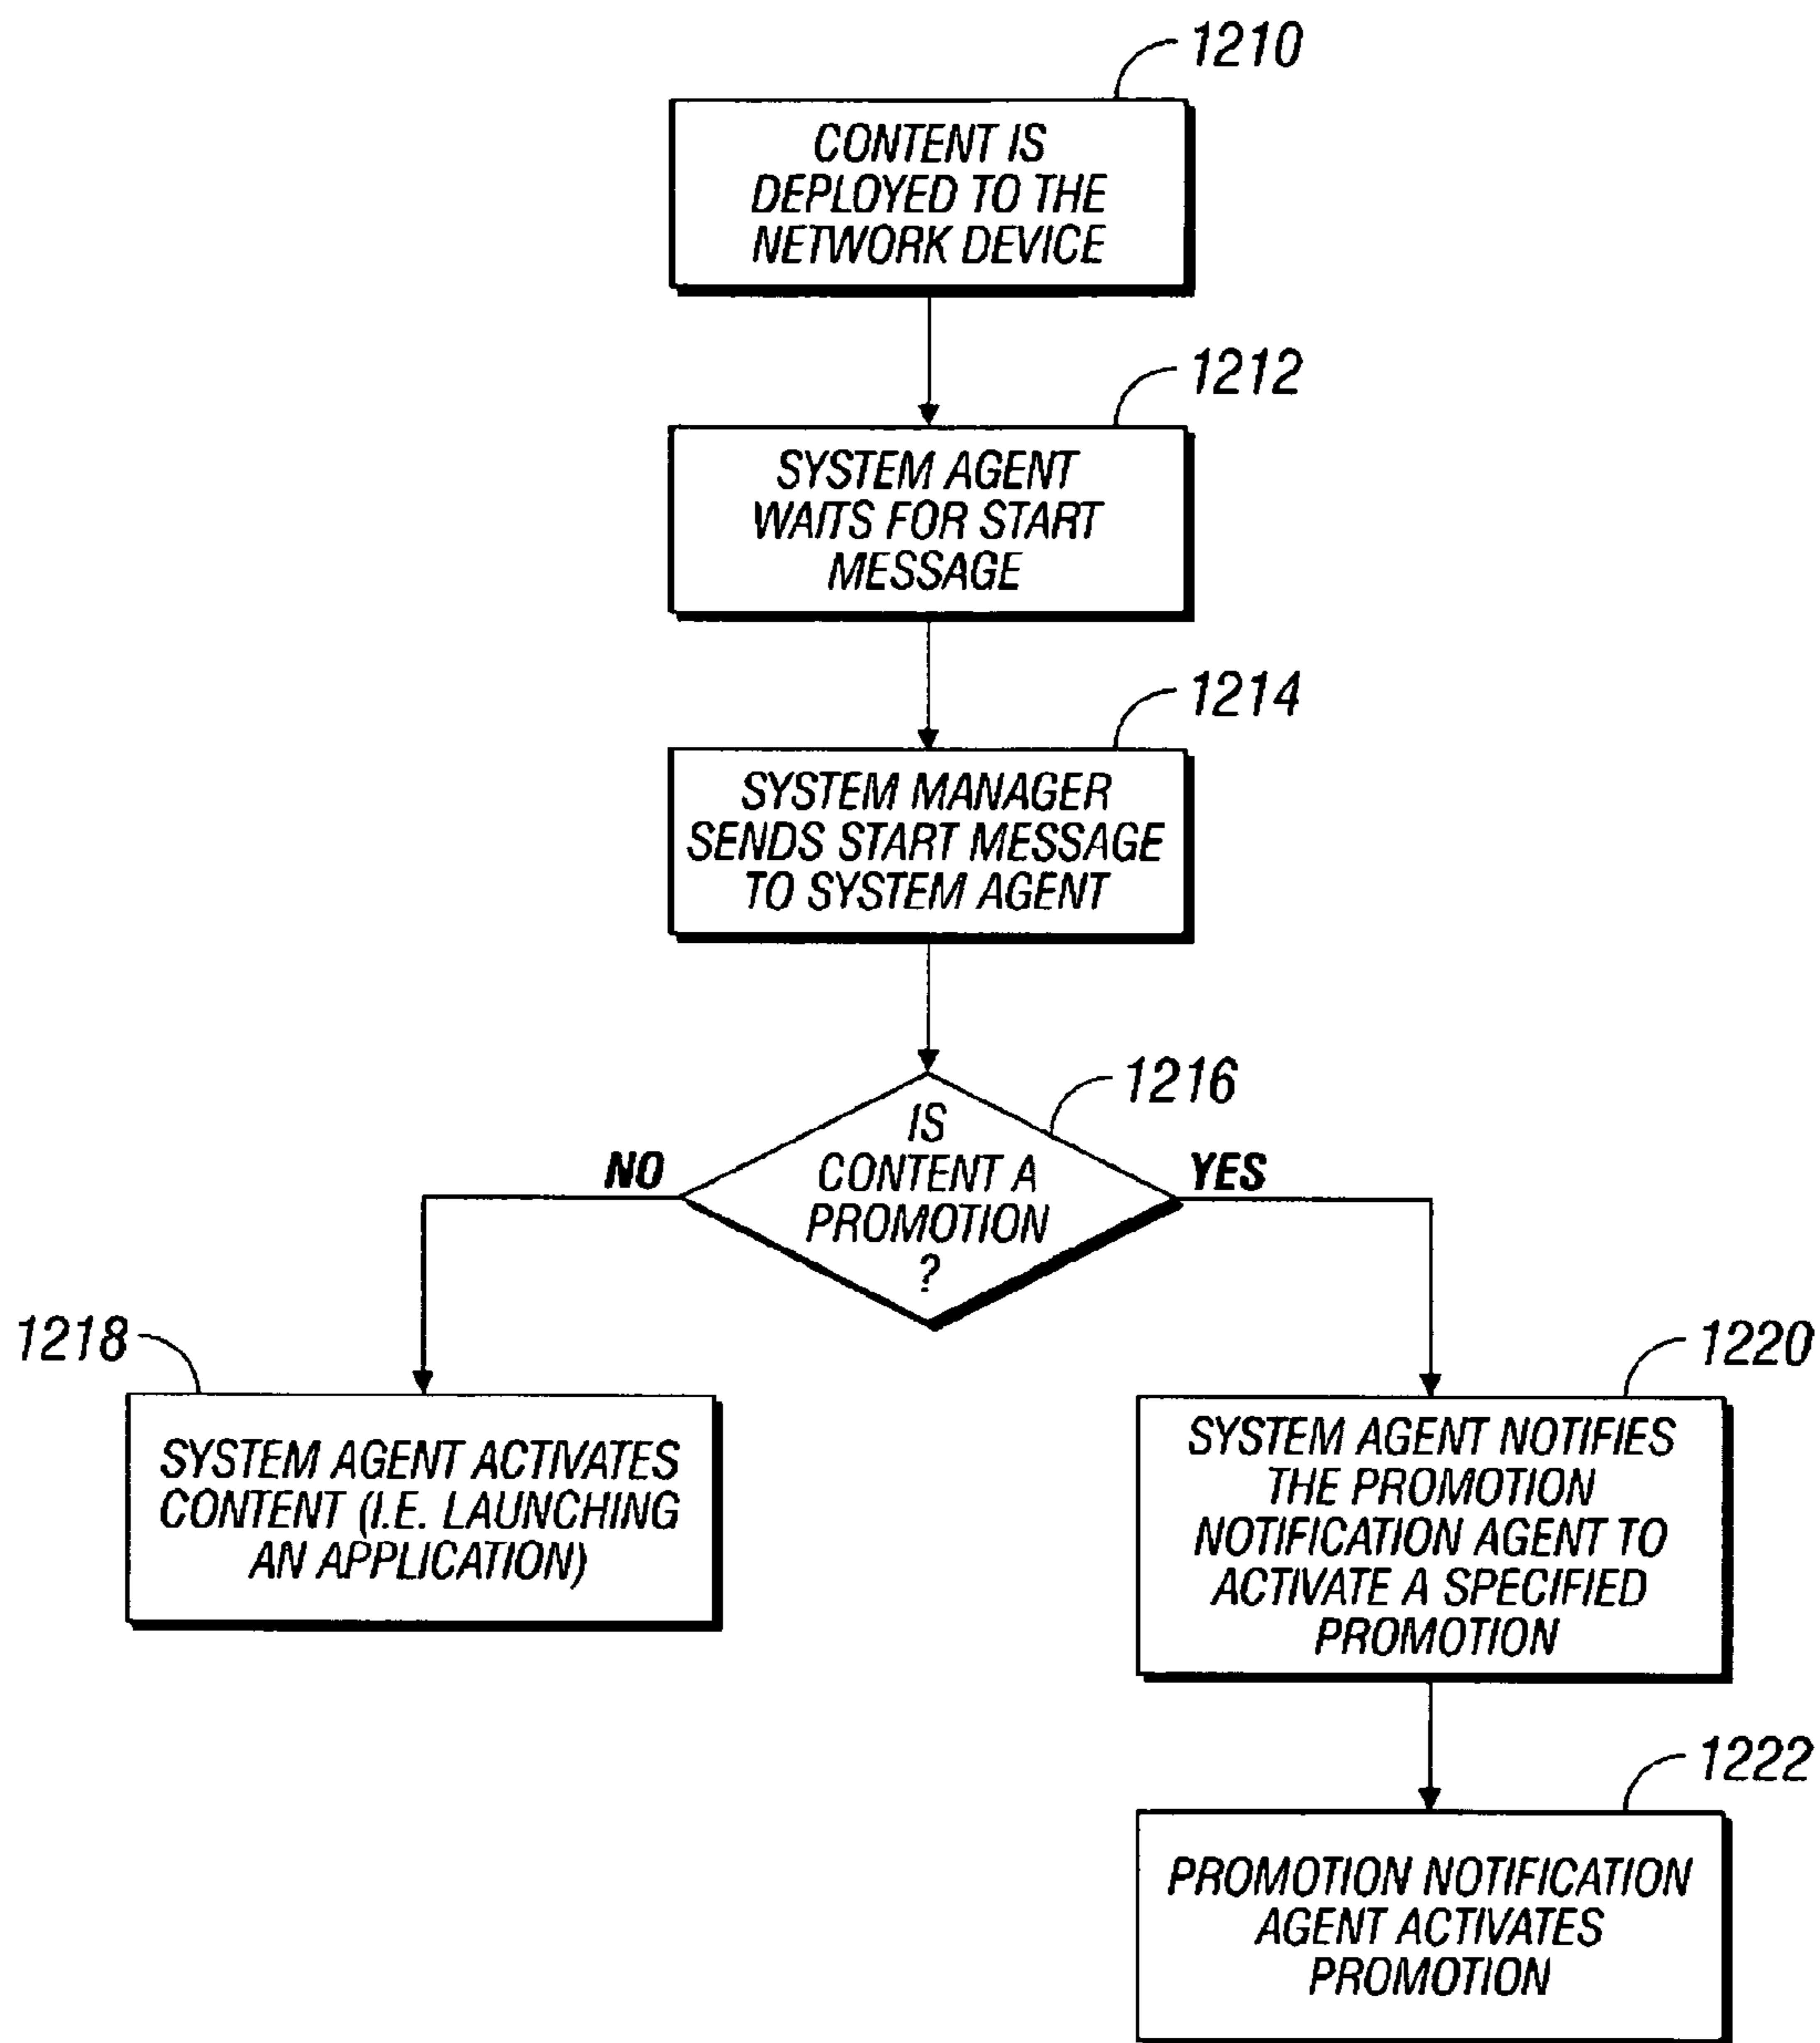 1210
CONTENT IS
DEPLOYED TO THE
NETWORK DEVICE
1212
SYSTEM AGENT
WAITS FOR START
MESSAGE
1214
SYSTEM MANAGER
SENDS START MESSAGE
TO SYSTEM AGENT
1216
IS
CONTENT A
PROMOTION
?
NO
YES
1218
SYSTEM AGENT ACTIVATES
CONTENT (I.E. LAUNCHING
AN APPLICATION)
1220
SYSTEM AGENT NOTIFIES
THE PROMOTION
NOTIFICATION AGENT TO
ACTIVATE A SPECIFIED
PROMOTION
1222
PROMOTION NOTIFICATION
AGENT ACTIVATES
PROMOTION